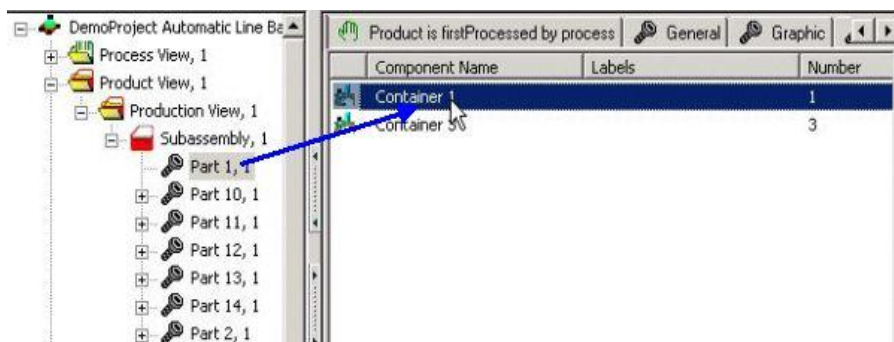 DemoProject Automatic Line Ba
Process View, 1
Product View, 1
Production View, 1
Subassembly, 1
Part 1, 1
Part 10, 1
Part 11, 1
Part 12, 1
Part 13, 1
Part 14, 1
Part 2, 1
Product is firstProcessed by process General Graphic
Component Name Labels Number
Container 1 1
Container 3 3